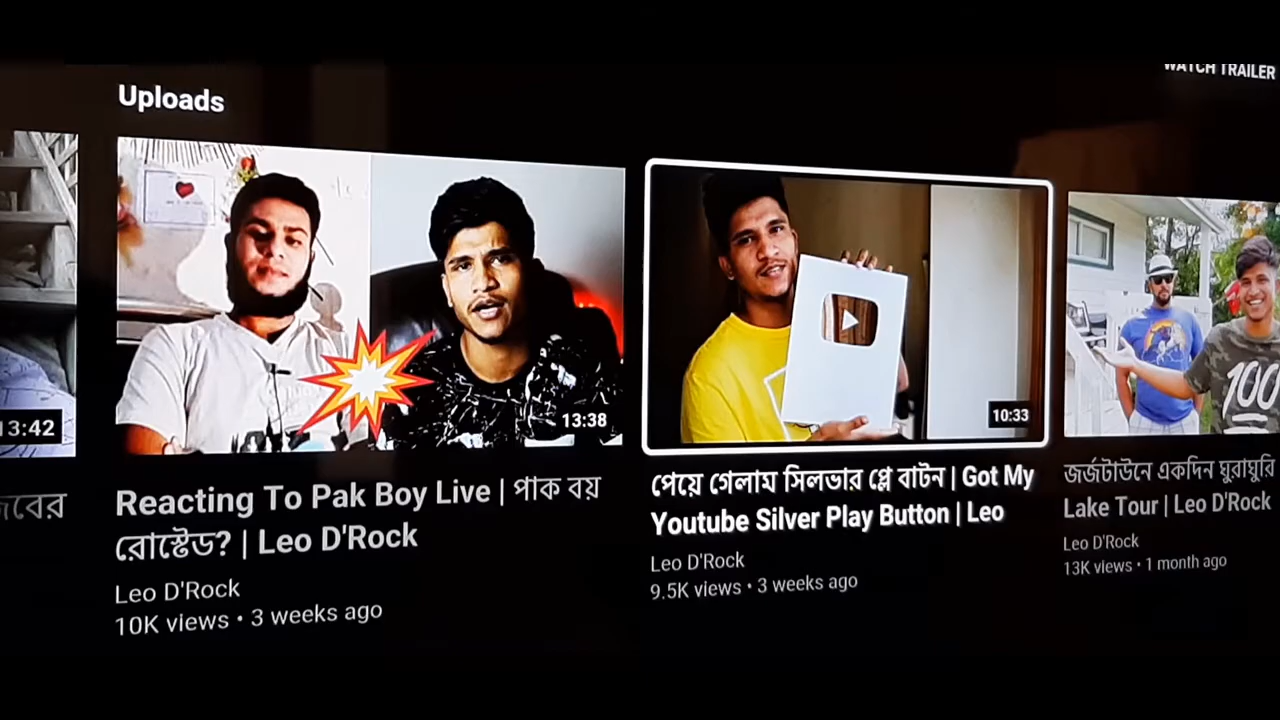 WATCH TRAILER
Uploads
13:42
13:38
10:33
100
Reacting To Pak Boy Live | পাক বয়
রোস্টেড? | Leo D'Rock
Leo D'Rock
10K views • 3 weeks ago
পেয়ে গেলাম সিলভার প্লে বাটন | Got My
Youtube Silver Play Button | Leo
Leo D'Rock
9.5K views • 3 weeks ago
জর্জটাউনে একদিন ঘুরাঘুরি
Lake Tour | Leo D'Rock
Leo D'Rock
13K views • 1 month ago